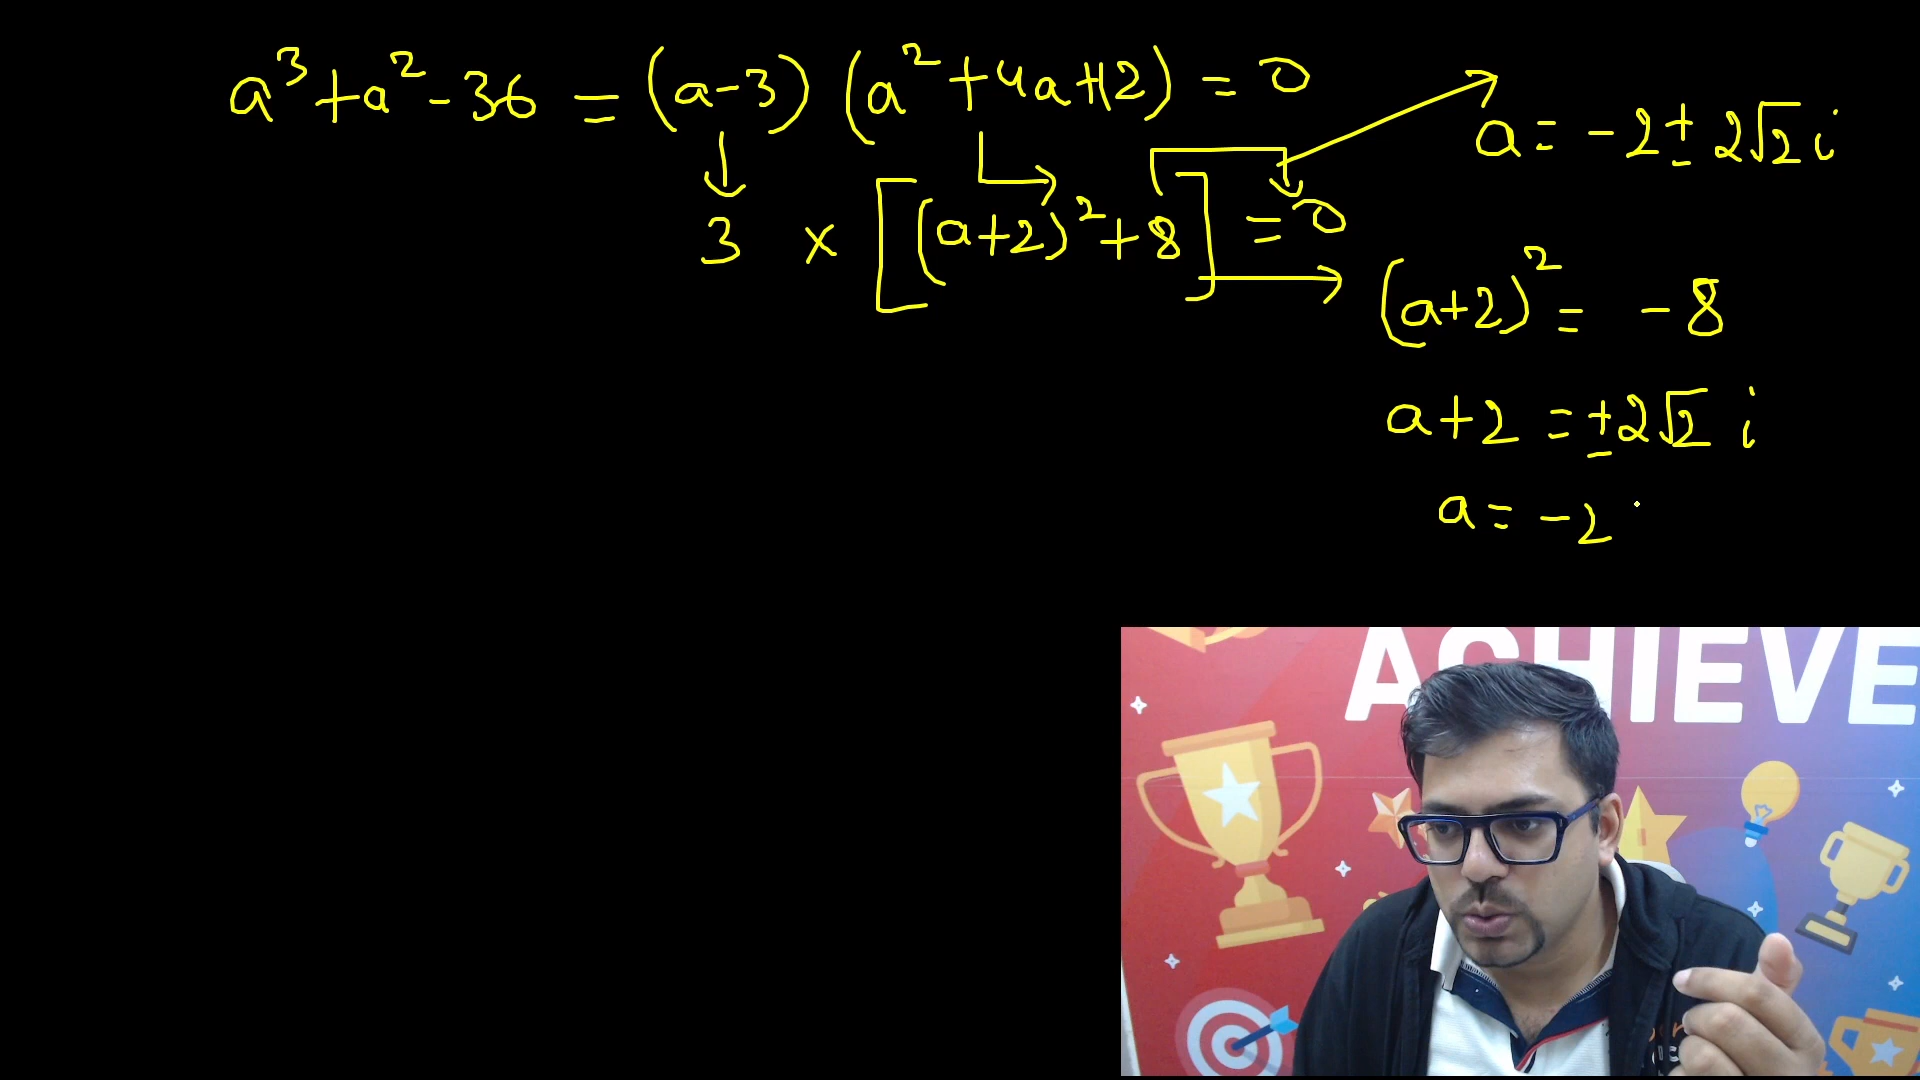 a³+a²-36 = (a-3) (a²+4a+12) = 0
a = -2 ± 2√2 i
3 × [(a+2)²+8] = 0
(a+2)² = -8
a+2 = ±2√2 i
a = -2
ACHIEVE